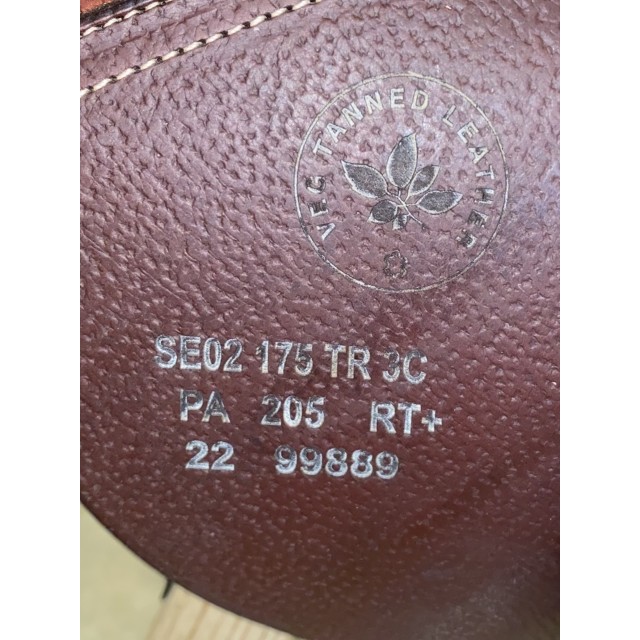 VEG TANNED LEATHER
SE02 175 TR 3C
PA 205 RT+
22 99889